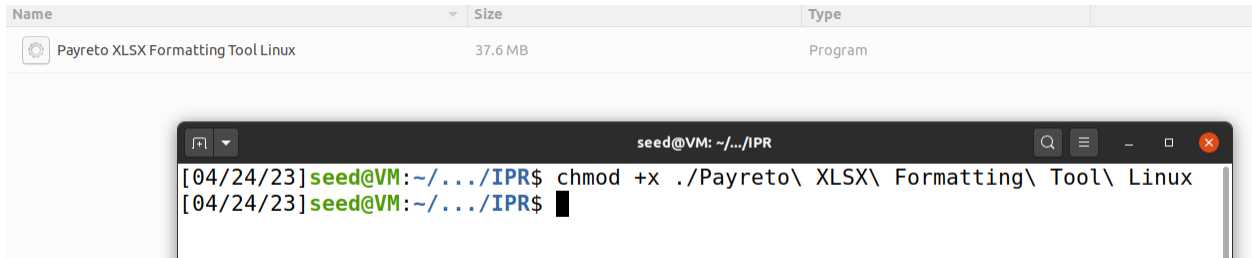 Name Size Type
Payreto XLSX Formatting Tool Linux 37.6 MB Program
seed@VM: ~/.../IPR
[04/24/23]seed@VM:~/.../IPR$ chmod +x ./Payreto\ XLSX\ Formatting\ Tool\ Linux
[04/24/23]seed@VM:~/.../IPR$